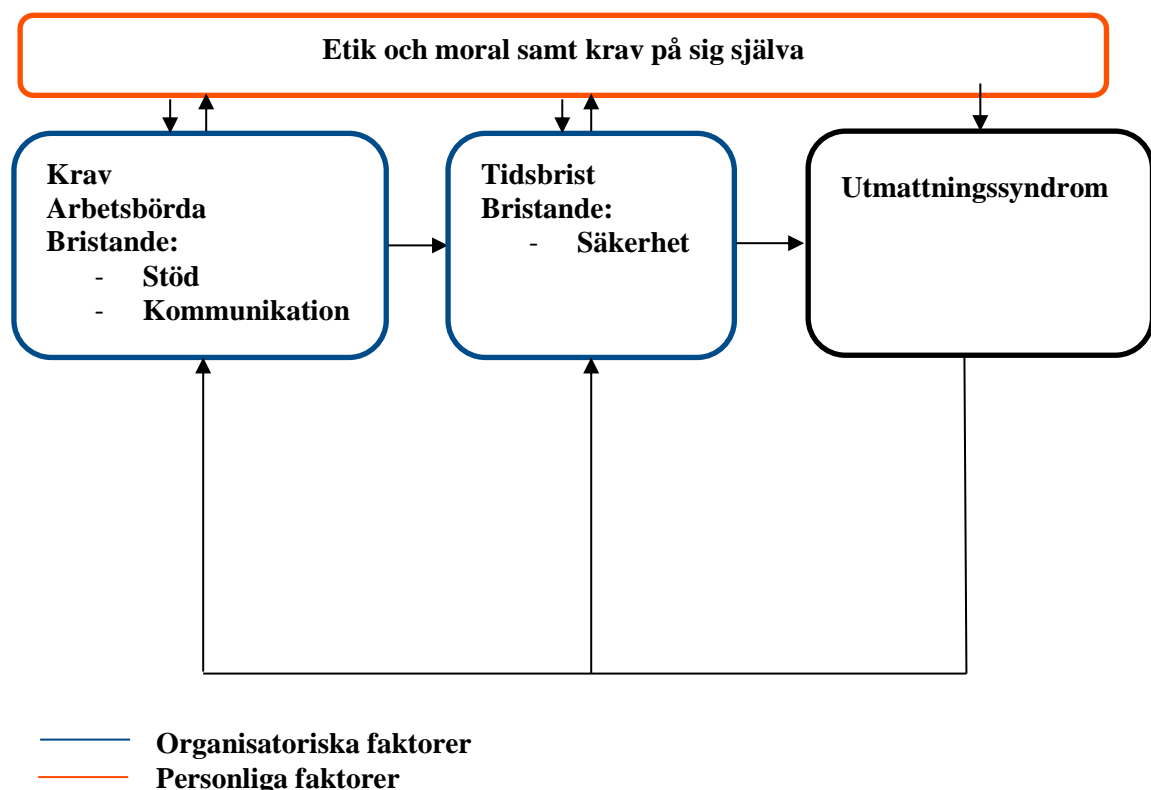 Etik och moral samt krav på sig själva
Krav
Arbetsbörda
Bristande:
- Stöd
- Kommunikation
Tidsbrist
Bristande:
- Säkerhet
Utmattningssyndrom
Organisatoriska faktorer
Personliga faktorer